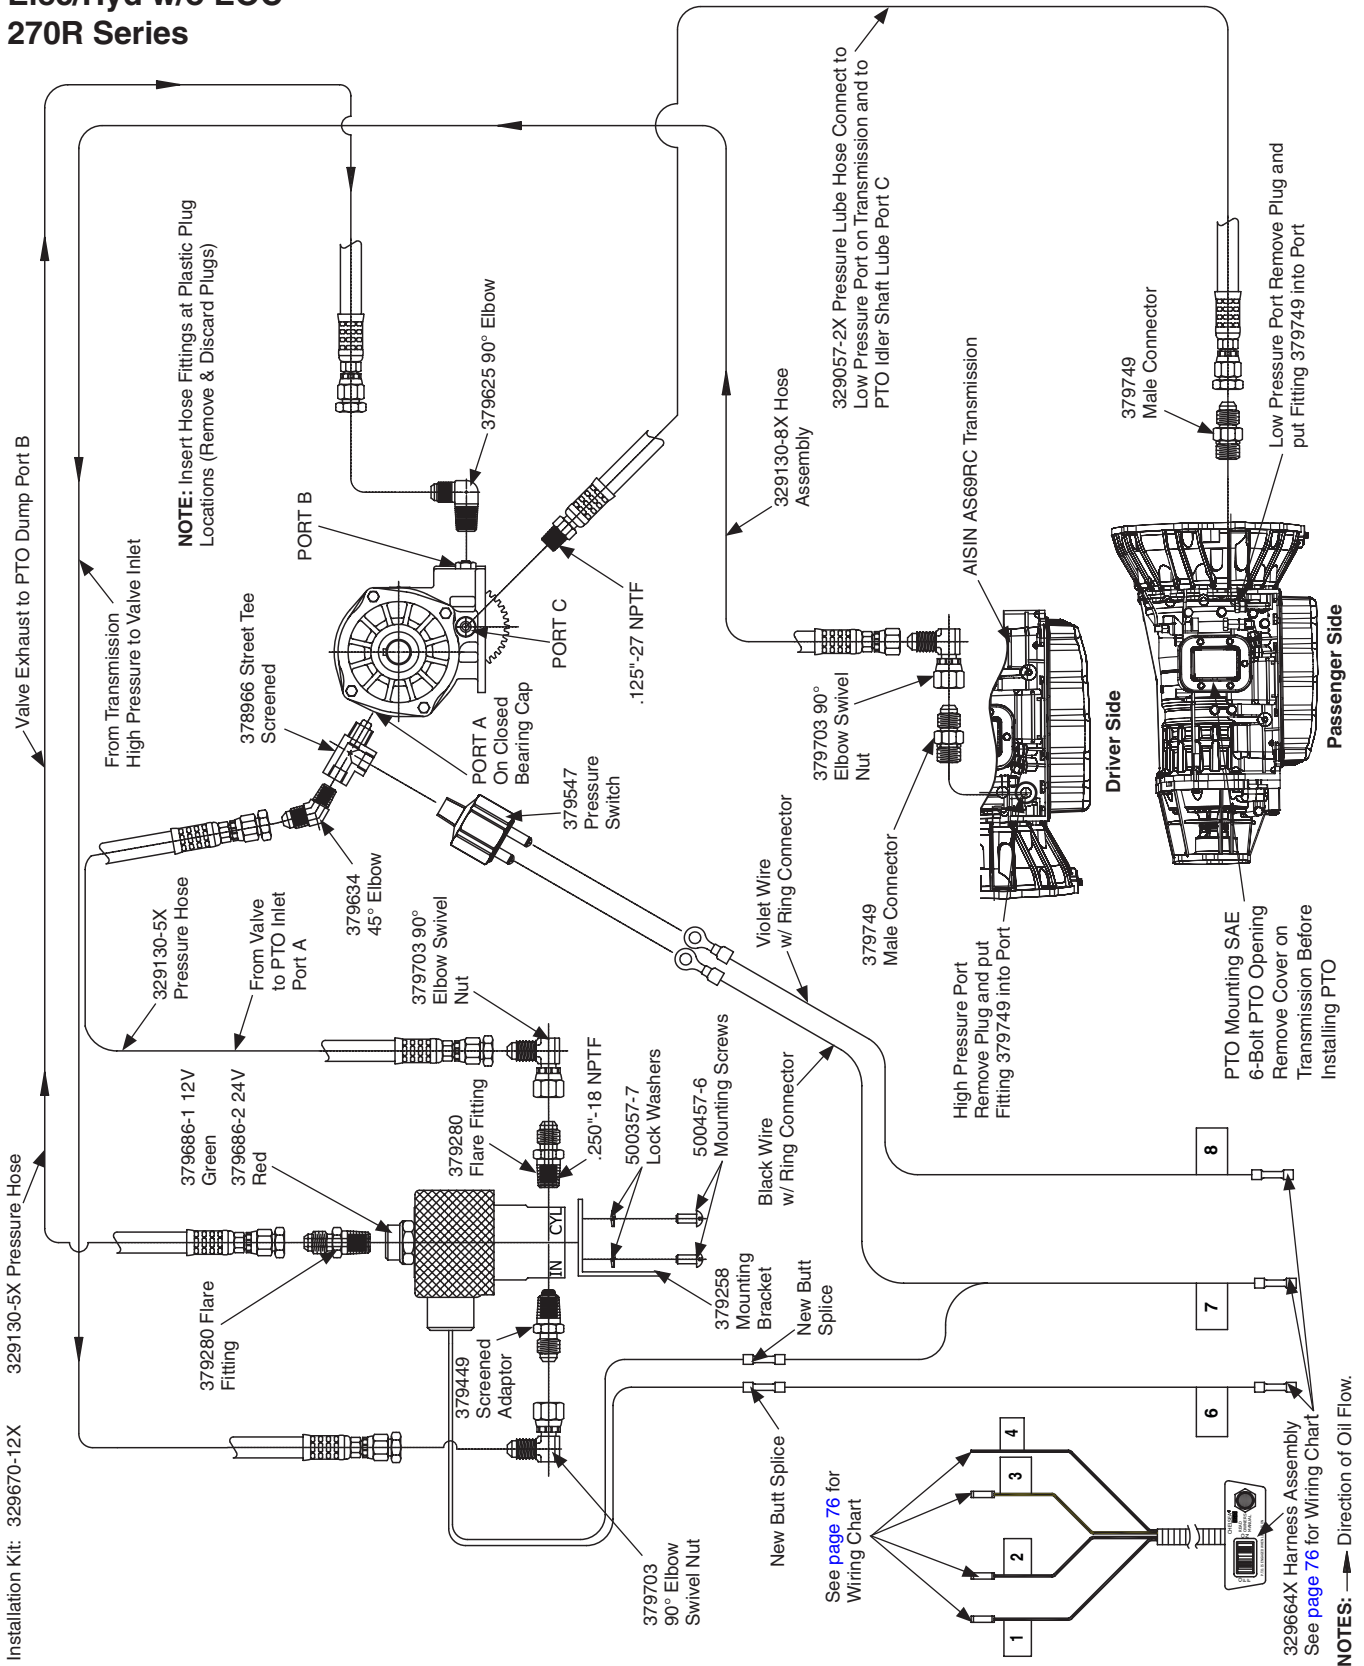 270R Series
Installation Kit: 329670-12X
329130-5X Pressure Hose
Valve Exhaust to PTO Dump Port B
From Transmission
High Pressure to Valve Inlet
NOTE: Insert Hose Fittings at Plastic Plug
Locations (Remove & Discard Plugs)
329130-5X
Pressure Hose
From Valve
to PTO Inlet
Port A
379686-1 12V
Green
379686-2 24V
Red
379280 Flare
Fitting
379634
45° Elbow
378966 Street Tee
Screened
PORT B
379625 90° Elbow
PORT A
On Closed
Bearing Cap
PORT C
.125"-27 NPTF
379547
Pressure
Switch
379703 90°
Elbow Swivel
Nut
379280
Flare Fitting
.250"-18 NPTF
IN
CYL
500357-7
Lock Washers
500457-6
Mounting Screws
379258
Mounting
Bracket
379449
Screened
Adaptor
379703
90° Elbow
Swivel Nut
New Butt
Splice
New Butt Splice
Black Wire
w/ Ring Connector
Violet Wire
w/ Ring Connector
329057-2X Pressure Lube Hose Connect to
Low Pressure Port on Transmission and to
PTO Idler Shaft Lube Port C
329130-8X Hose
Assembly
AISIN AS69RC Transmission
379703 90°
Elbow Swivel
Nut
379749
Male Connector
High Pressure Port
Remove Plug and put
Fitting 379749 into Port
Driver Side
379749
Male Connector
Low Pressure Port Remove Plug and
put Fitting 379749 into Port
Passenger Side
PTO Mounting SAE
6-Bolt PTO Opening
Remove Cover on
Transmission Before
Installing PTO
See page 76 for
Wiring Chart
1
2
3
4
6
7
8
CHELSEA
329664X Harness Assembly
See page 76 for Wiring Chart
NOTES: Direction of Oil Flow.